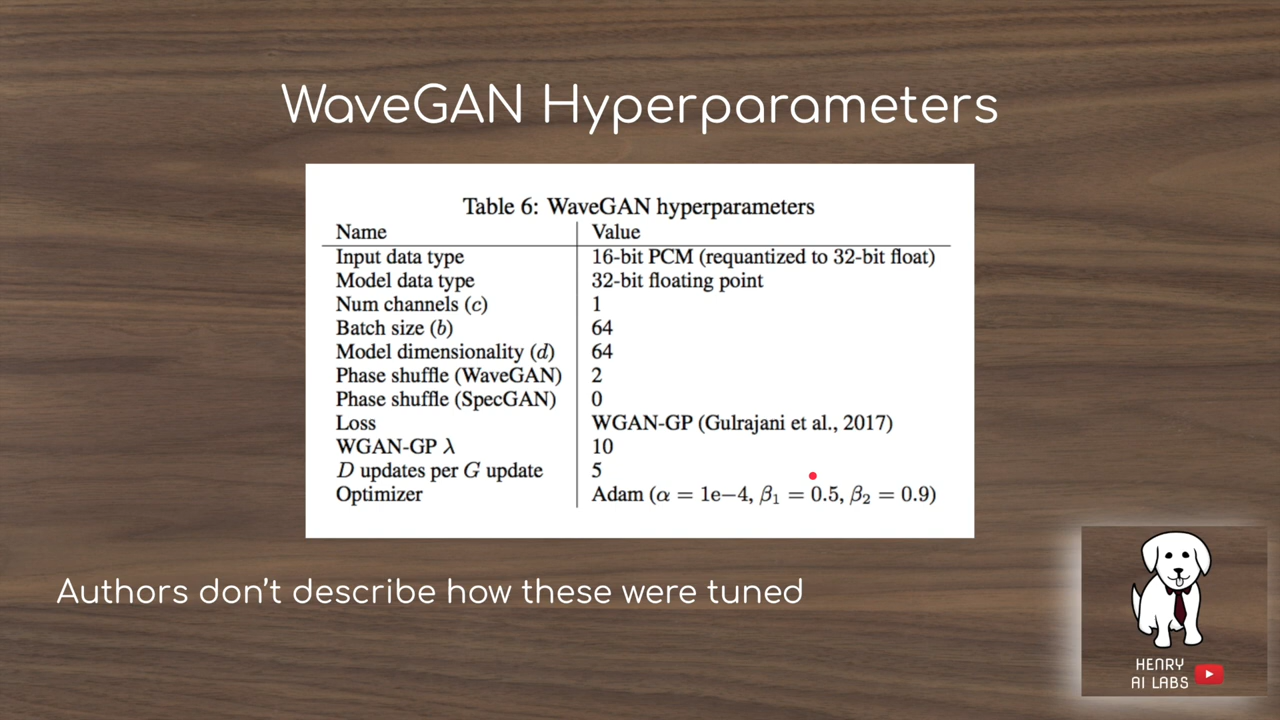 WaveGAN Hyperparameters
Table 6: WaveGAN hyperparameters
Name Value
Input data type 16-bit PCM (requantized to 32-bit float)
Model data type 32-bit floating point
Num channels (c) 1
Batch size (b) 64
Model dimensionality (d) 64
Phase shuffle (WaveGAN) 2
Phase shuffle (SpecGAN) 0
Loss WGAN-GP (Gulrajani et al., 2017)
WGAN-GP λ 10
D updates per G update 5
Optimizer Adam (α = 1e−4, β₁ = 0.5, β₂ = 0.9)
Authors don't describe how these were tuned
HENRY
AI LABS